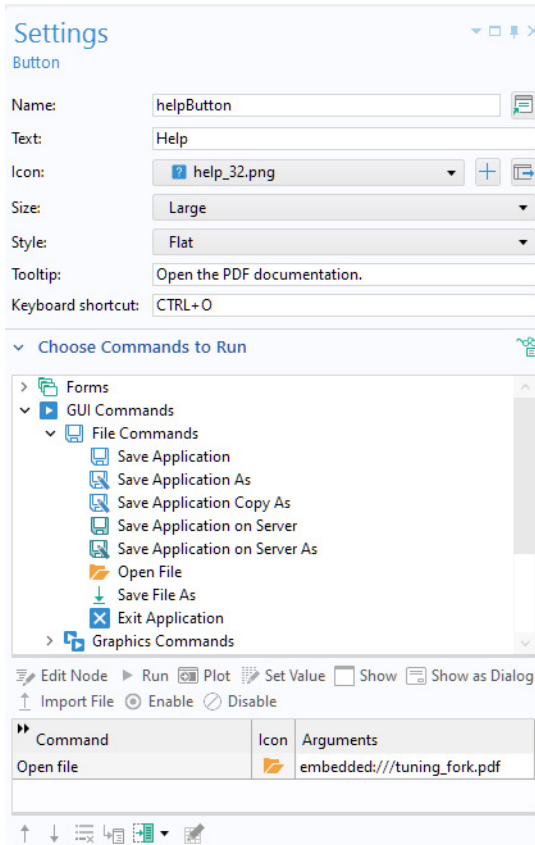 Settings
Button
Name: helpButton
Text: Help
Icon: help_32.png
Size: Large
Style: Flat
Tooltip: Open the PDF documentation.
Keyboard shortcut: CTRL+O
Choose Commands to Run
Forms
GUI Commands
File Commands
Save Application
Save Application As
Save Application Copy As
Save Application on Server
Save Application on Server As
Open File
Save File As
Exit Application
Graphics Commands
Edit Node Run Plot Set Value Show Show as Dialog
Import File Enable Disable
Command Icon Arguments
Open file embedded:///tuning_fork.pdf